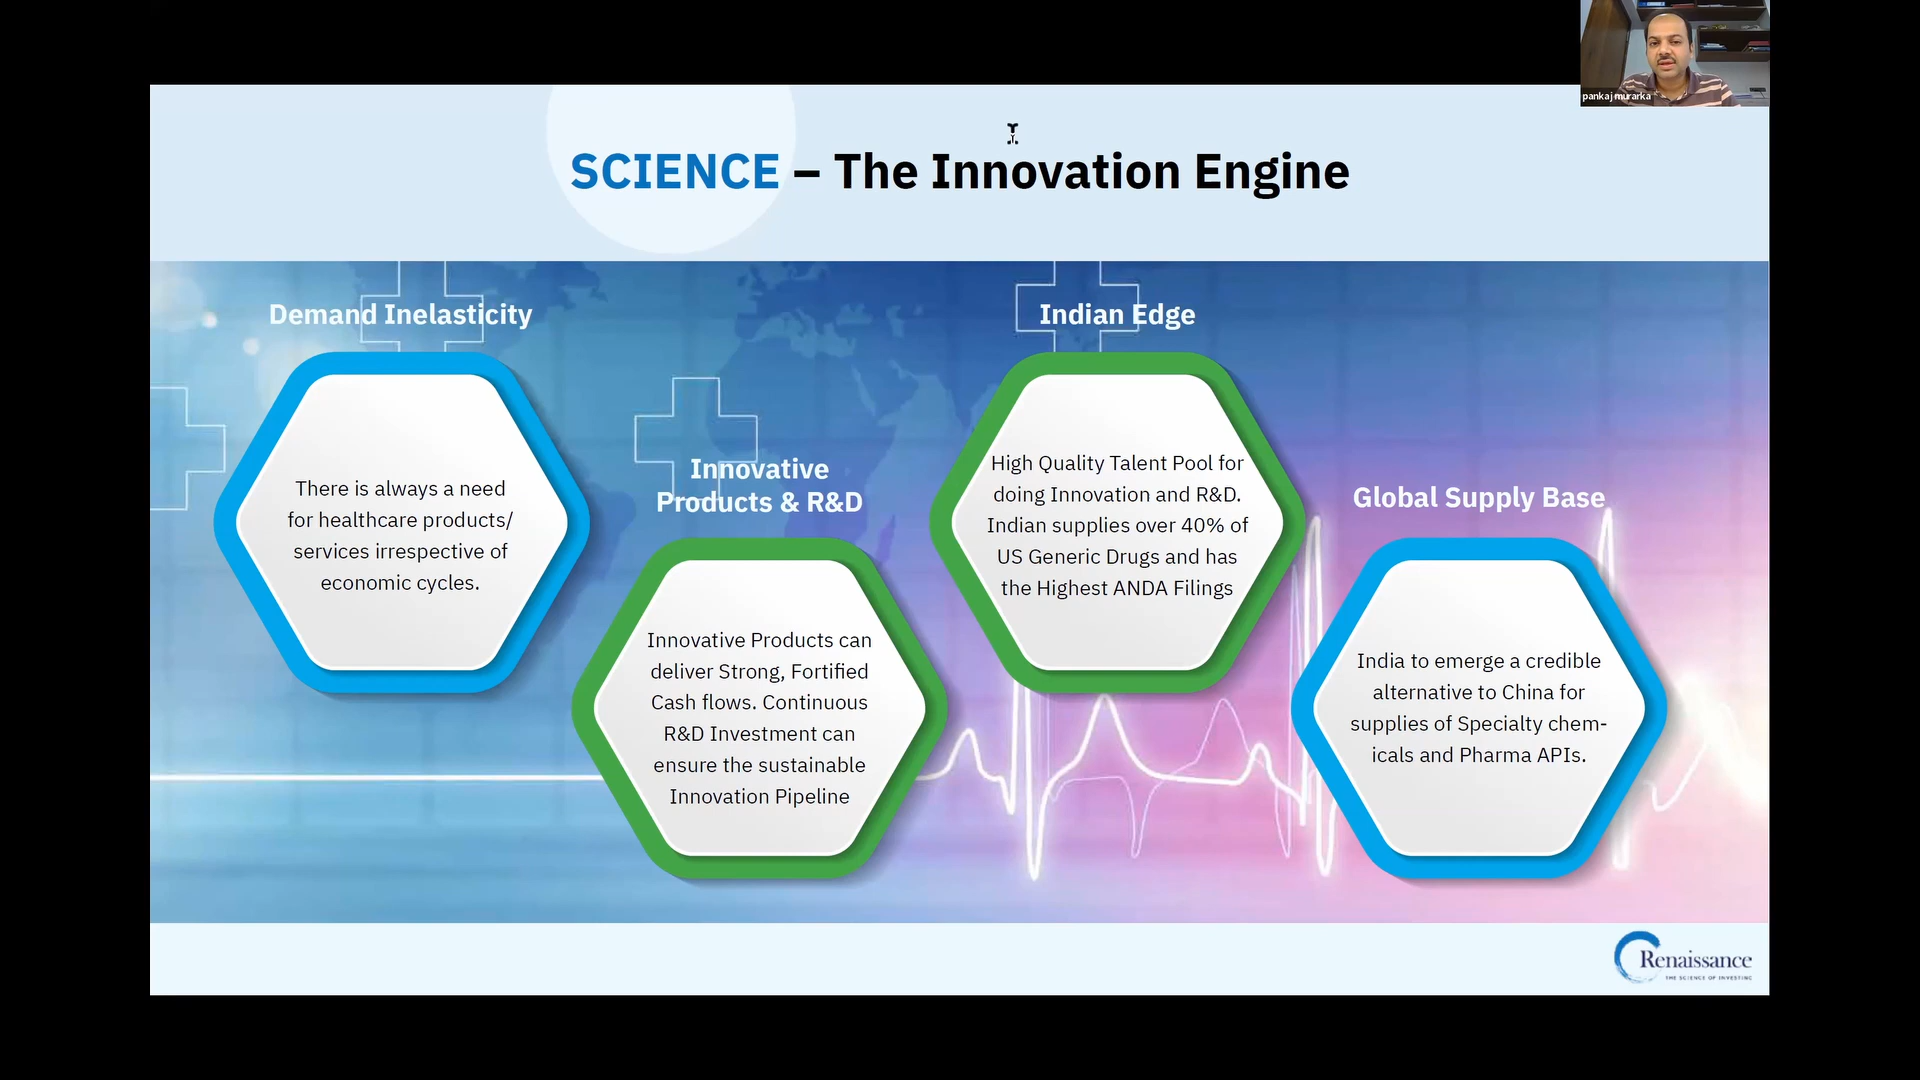 pankaj murarka
SCIENCE – The Innovation Engine
Demand Inelasticity
There is always a need
for healthcare products/
services irrespective of
economic cycles.
Innovative
Products & R&D
Innovative Products can
deliver Strong, Fortified
Cash flows. Continuous
R&D Investment can
ensure the sustainable
Innovation Pipeline
Indian Edge
High Quality Talent Pool for
doing Innovation and R&D.
Indian supplies over 40% of
US Generic Drugs and has
the Highest ANDA Filings
Global Supply Base
India to emerge a credible
alternative to China for
supplies of Specialty chem-
icals and Pharma APIs.
Renaissance
THE SCIENCE OF INVESTING